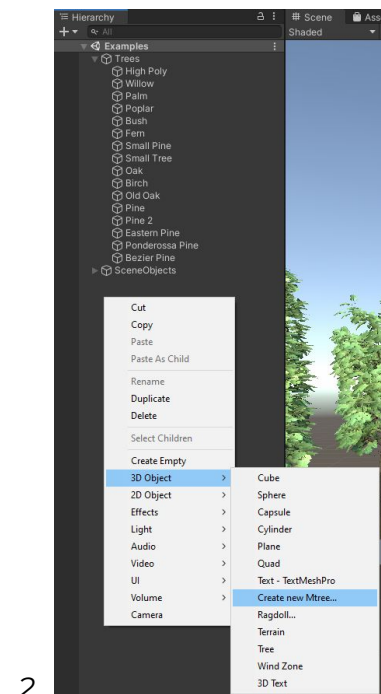 Hierarchy
Scene
Ass
All
Shaded
Examples
Trees
High Poly
Willow
Palm
Poplar
Bush
Fern
Small Pine
Small Tree
Oak
Birch
Old Oak
Pine
Pine 2
Eastern Pine
Ponderossa Pine
Bezier Pine
SceneObjects
Cut
Copy
Paste
Paste As Child
Rename
Duplicate
Delete
Select Children
Create Empty
3D Object
2D Object
Effects
Light
Audio
Video
UI
Volume
Camera
Cube
Sphere
Capsule
Cylinder
Plane
Quad
Text - TextMeshPro
Create new Mtree...
Ragdoll...
Terrain
Tree
Wind Zone
3D Text
2